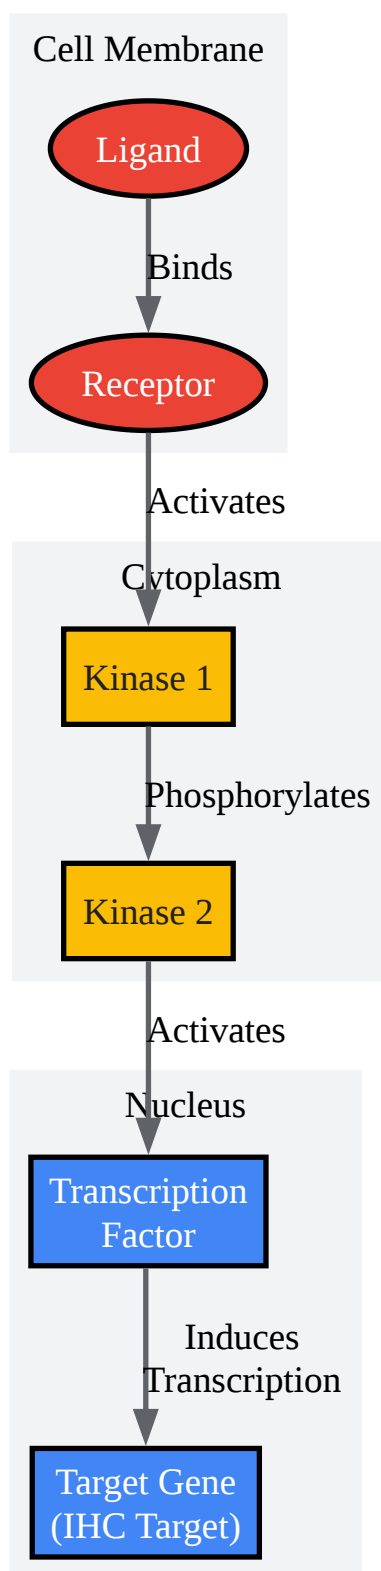 Cell Membrane
Ligand
Binds
Receptor
Activates
Cytoplasm
Kinase 1
Phosphorylates
Kinase 2
Activates
Nucleus
Transcription
Factor
Induces
Transcription
Target Gene
(IHC Target)